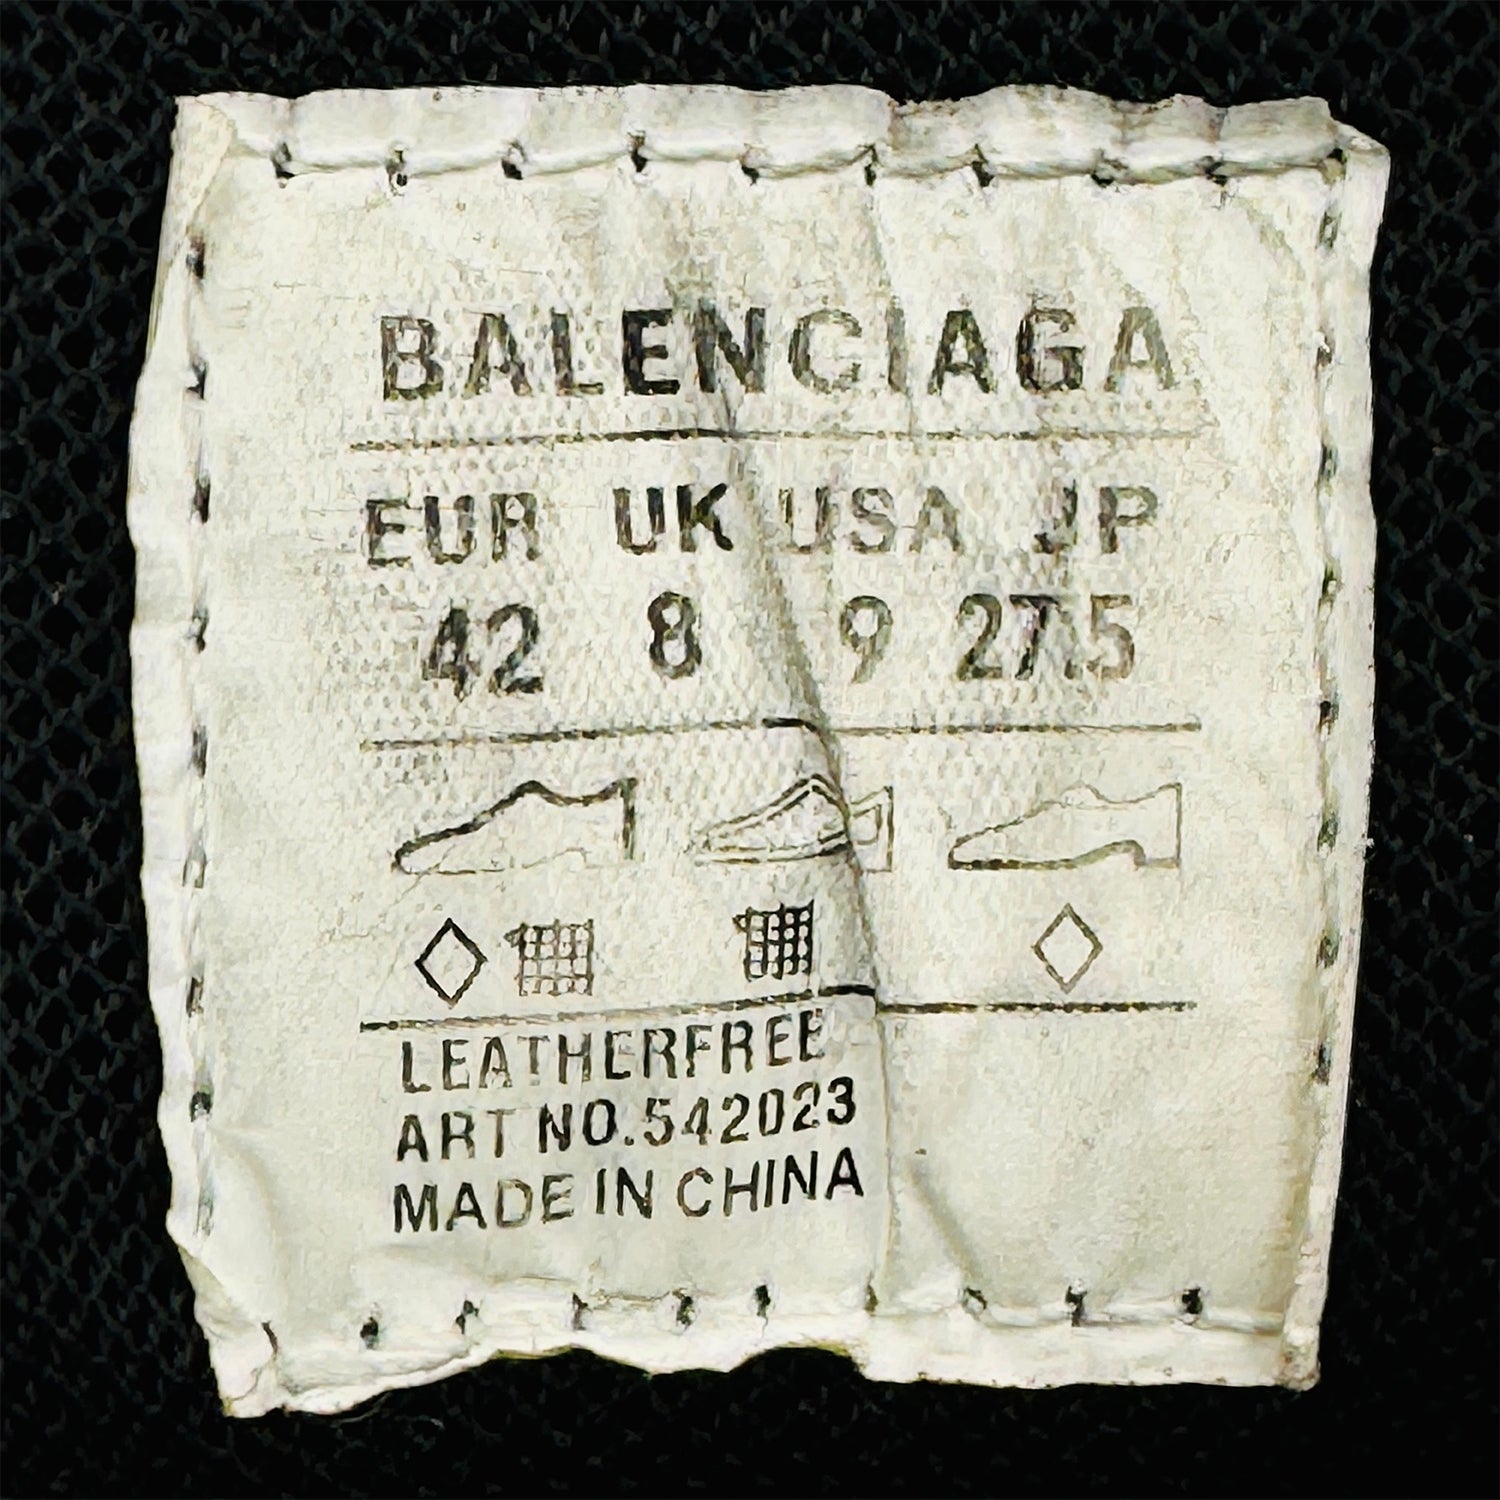 BALENCIAGA
EUR UK USA JP
42 8 9 27.5
LEATHERFREE
ART NO.542023
MADE IN CHINA